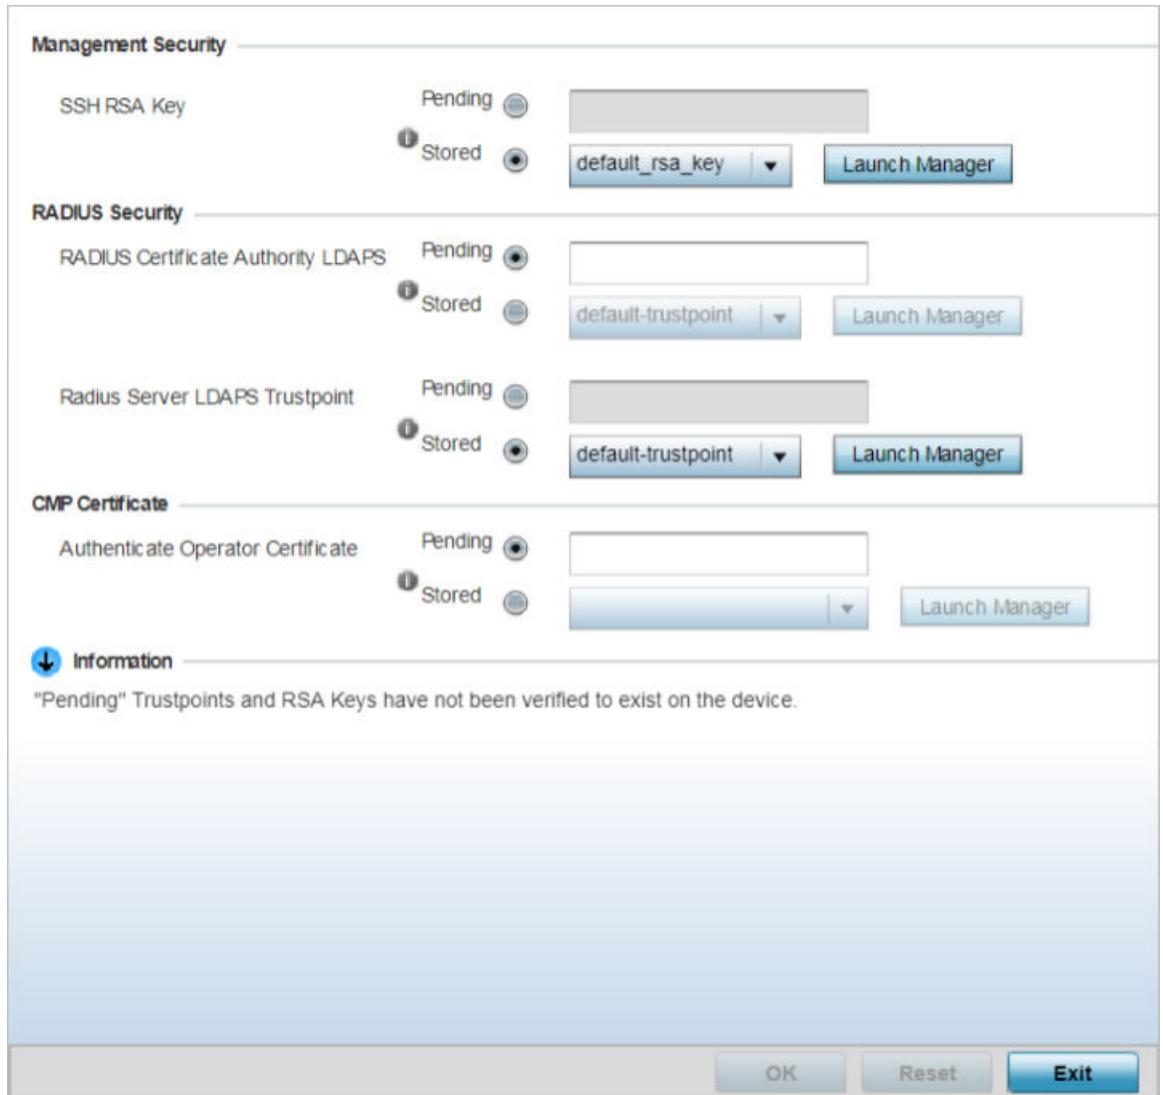 Management Security
SSH RSA Key
Pending
Stored
default_rsa_key
Launch Manager
RADIUS Security
RADIUS Certificate Authority LDAPS
Pending
Stored
default-trustpoint
Launch Manager
Radius Server LDAPS Trustpoint
Pending
Stored
default-trustpoint
Launch Manager
CMP Certificate
Authenticate Operator Certificate
Pending
Stored
Launch Manager
Information
"Pending" Trustpoints and RSA Keys have not been verified to exist on the device.
OK
Reset
Exit